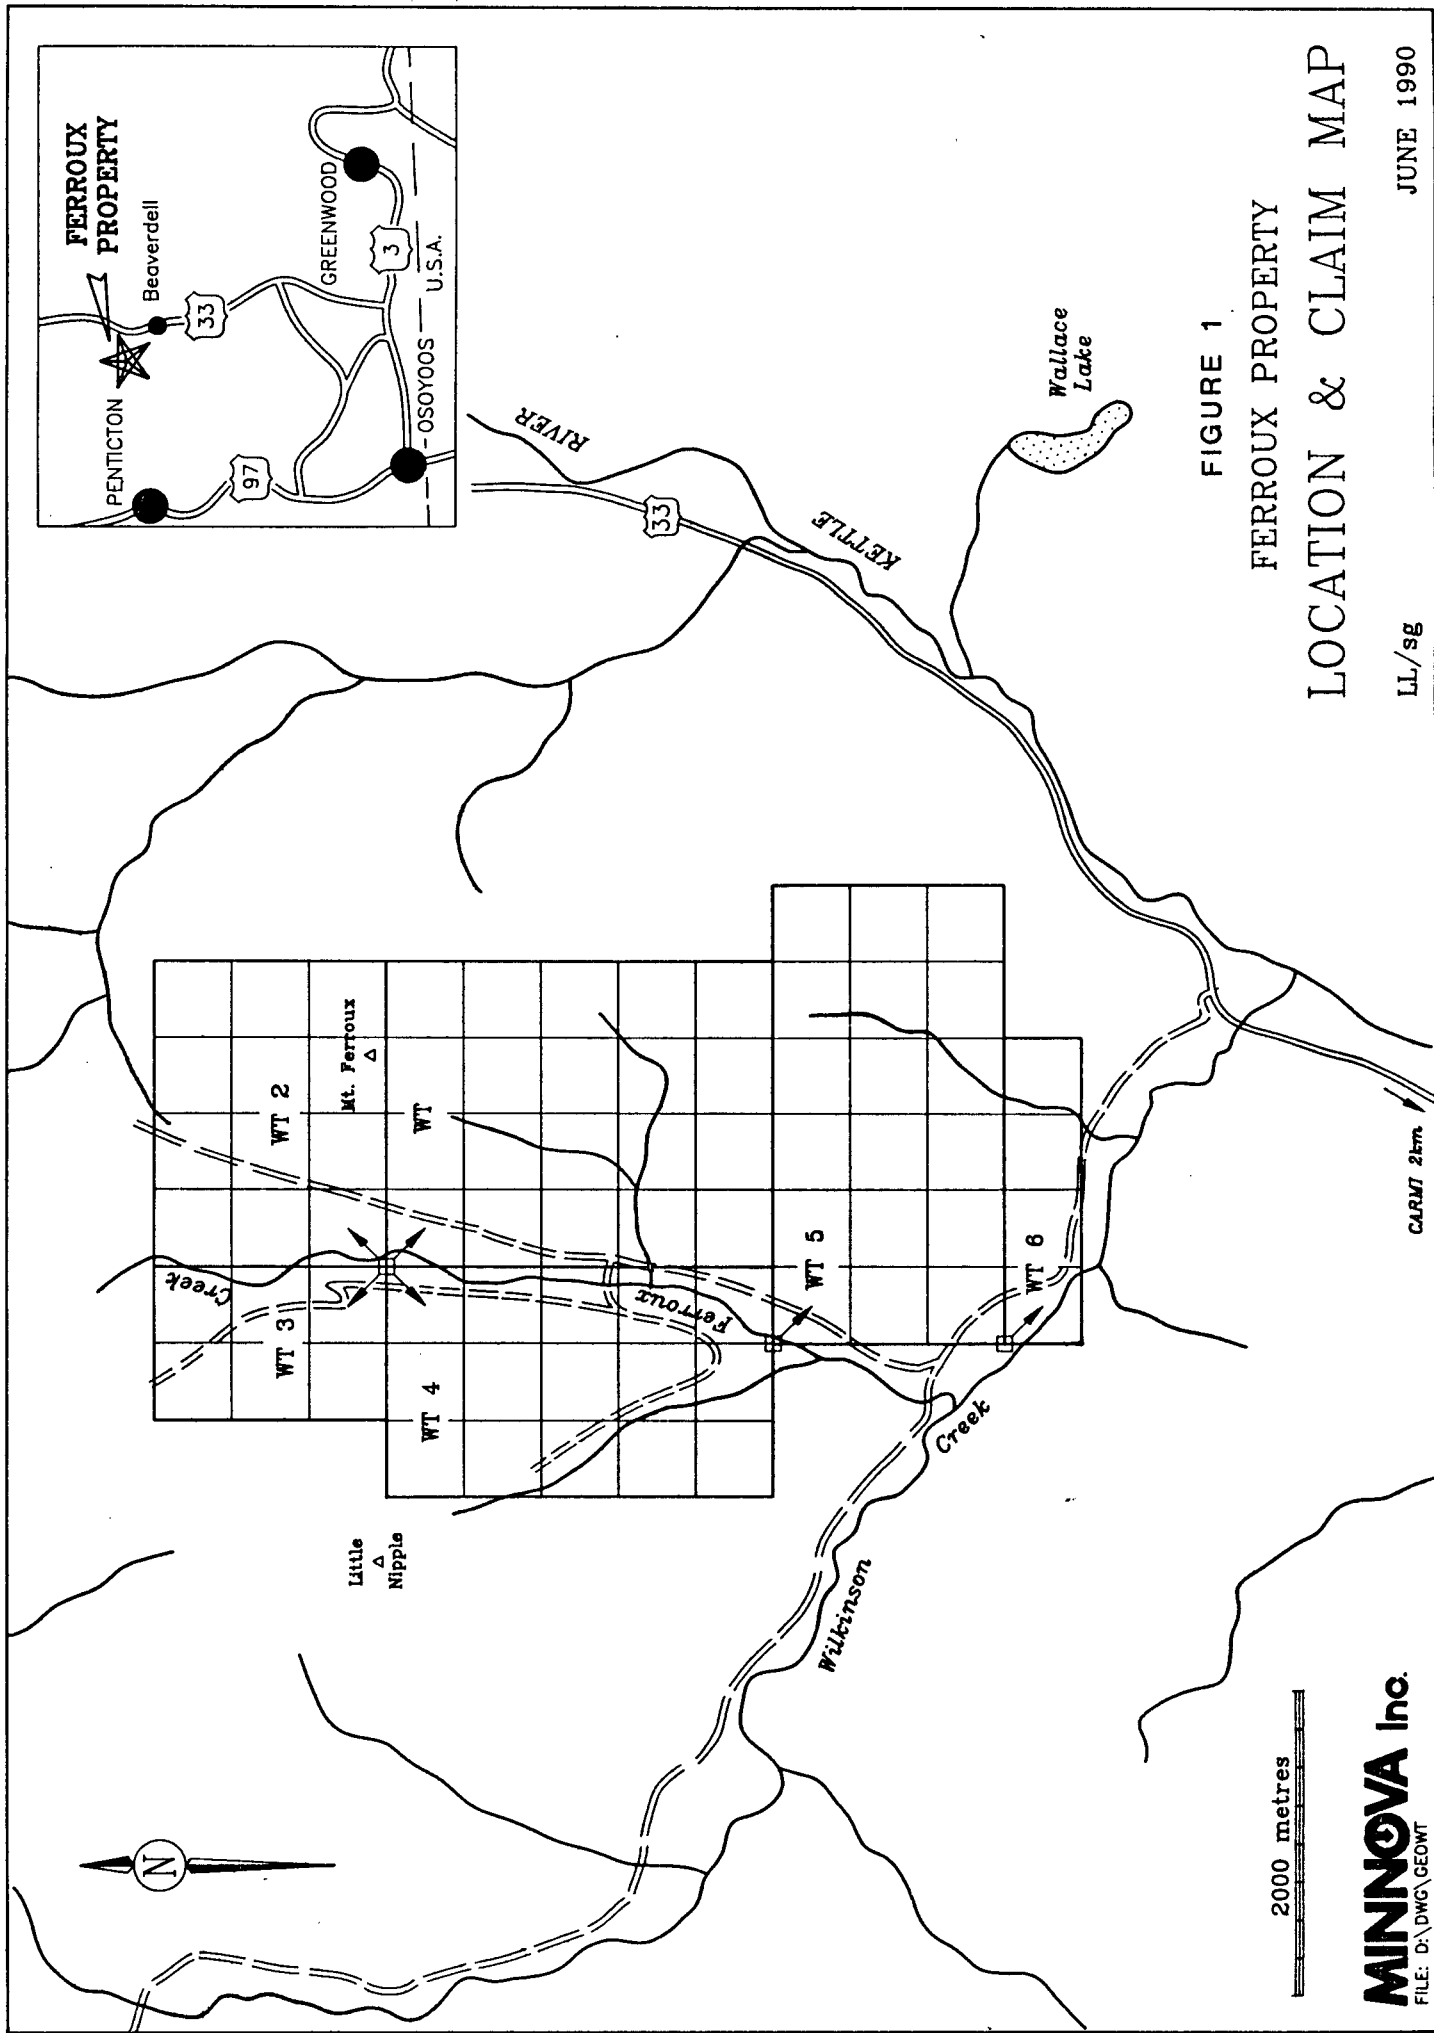 FERROUX
PROPERTY
PENTICTON
Beaverdell
33
97
GREENWOOD
3
OSOYOOS
U.S.A.
N
RIVER
33
KETTLE
Wallace
Lake
WT 2
Mt. Ferroux
Creek
WT 3
WT
WT 4
Ferroux
Little
Nipple
WT 5
WT 6
Creek
Wilkinson
CARMI 2km
2000 metres
FIGURE 1
FERROUX PROPERTY
LOCATION & CLAIM MAP
MINNOVA Inc.
FILE: D:\DWG\GEOWT
LL/sg
JUNE 1990